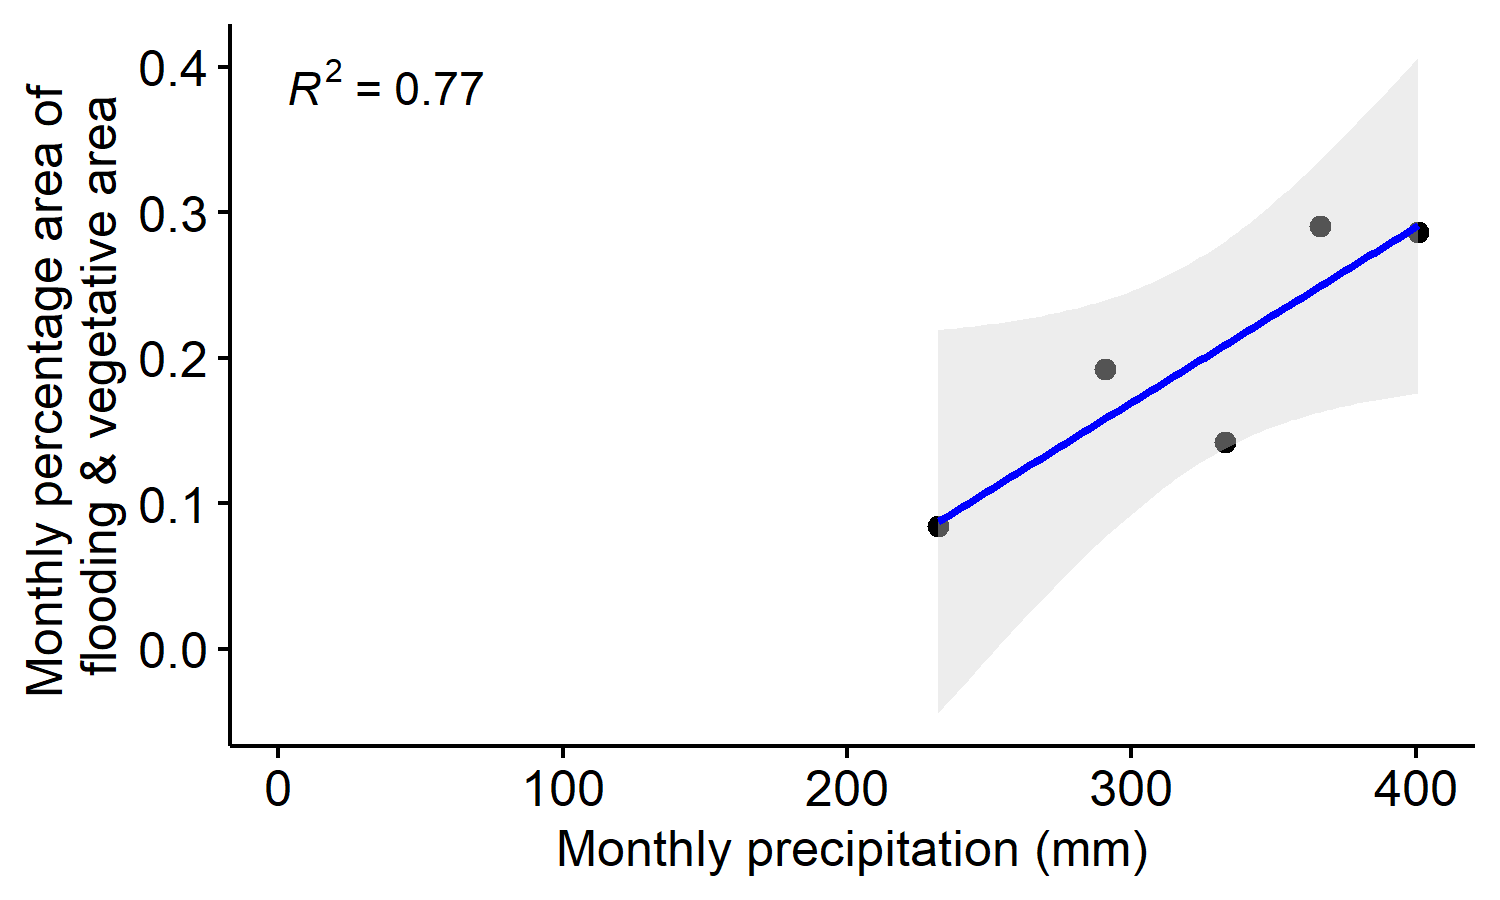 R² = 0.77
Monthly percentage area of
flooding & vegetative area
0.4
0.3
0.2
0.1
0.0
0 100 200 300 400
Monthly precipitation (mm)